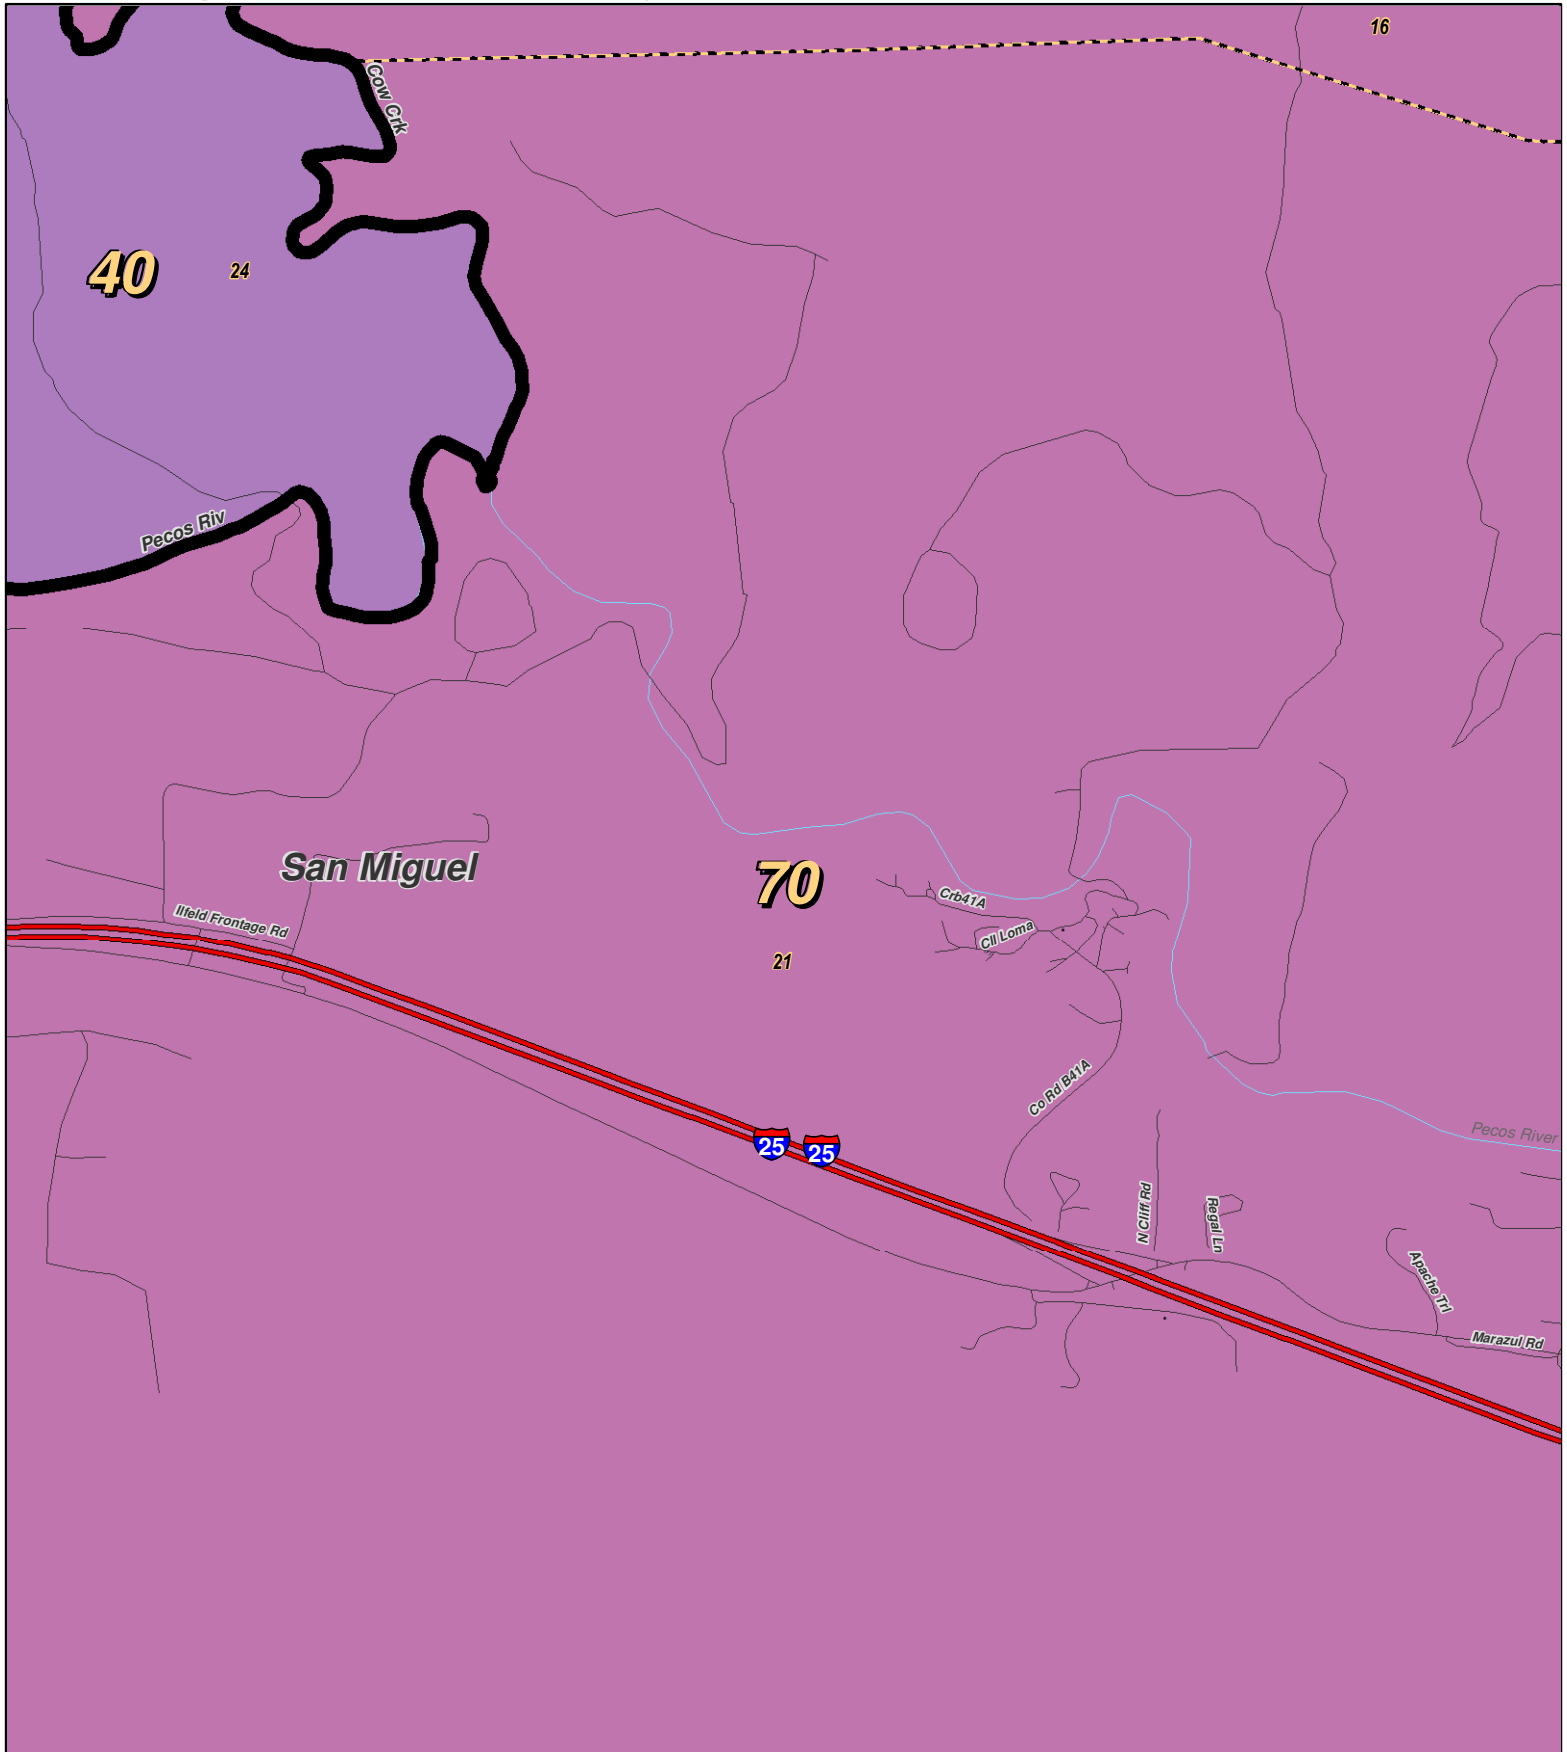 16
Cow Crk
40
24
Pecos Riv
San Miguel
70
Crb41A
Cll Loma
Ilfeld Frontage Rd
21
Co Rd B41A
25
25
Pecos River
N Cliff Rd
Regal Ln
Apache Trl
Marazul Rd